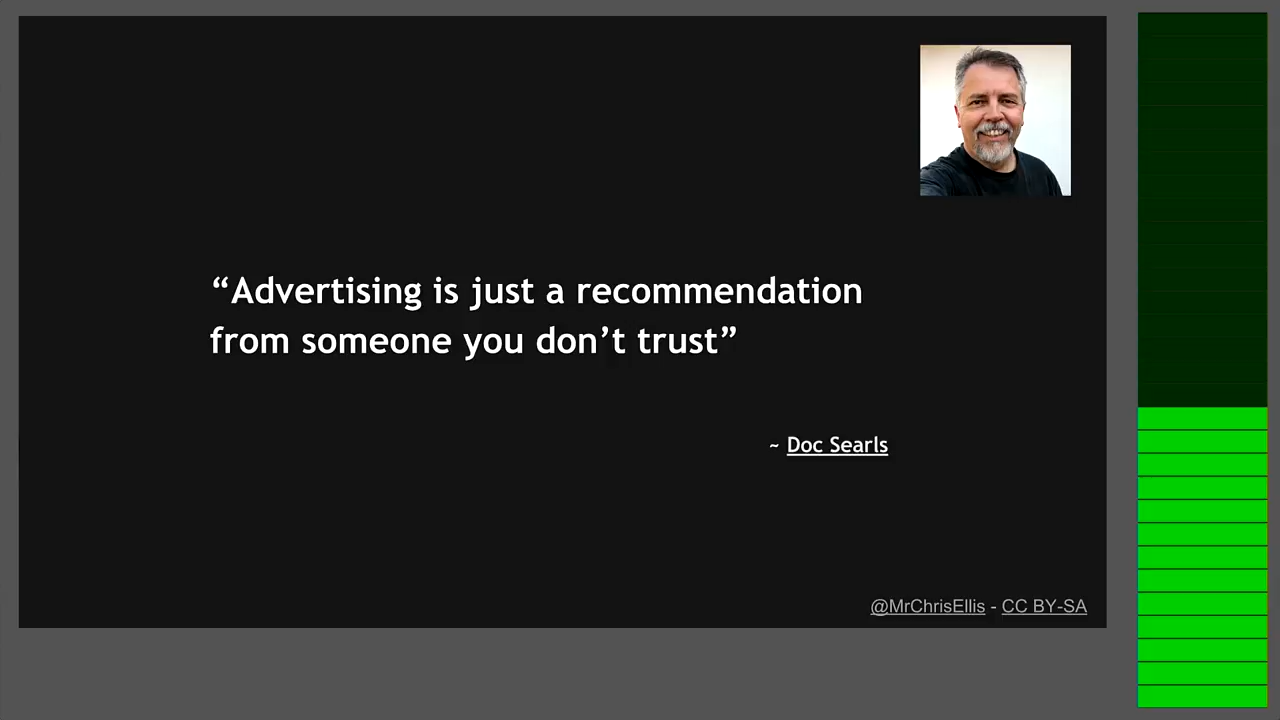 “Advertising is just a recommendation
from someone you don’t trust”
~ Doc Searls
@MrChrisEllis - CC BY-SA